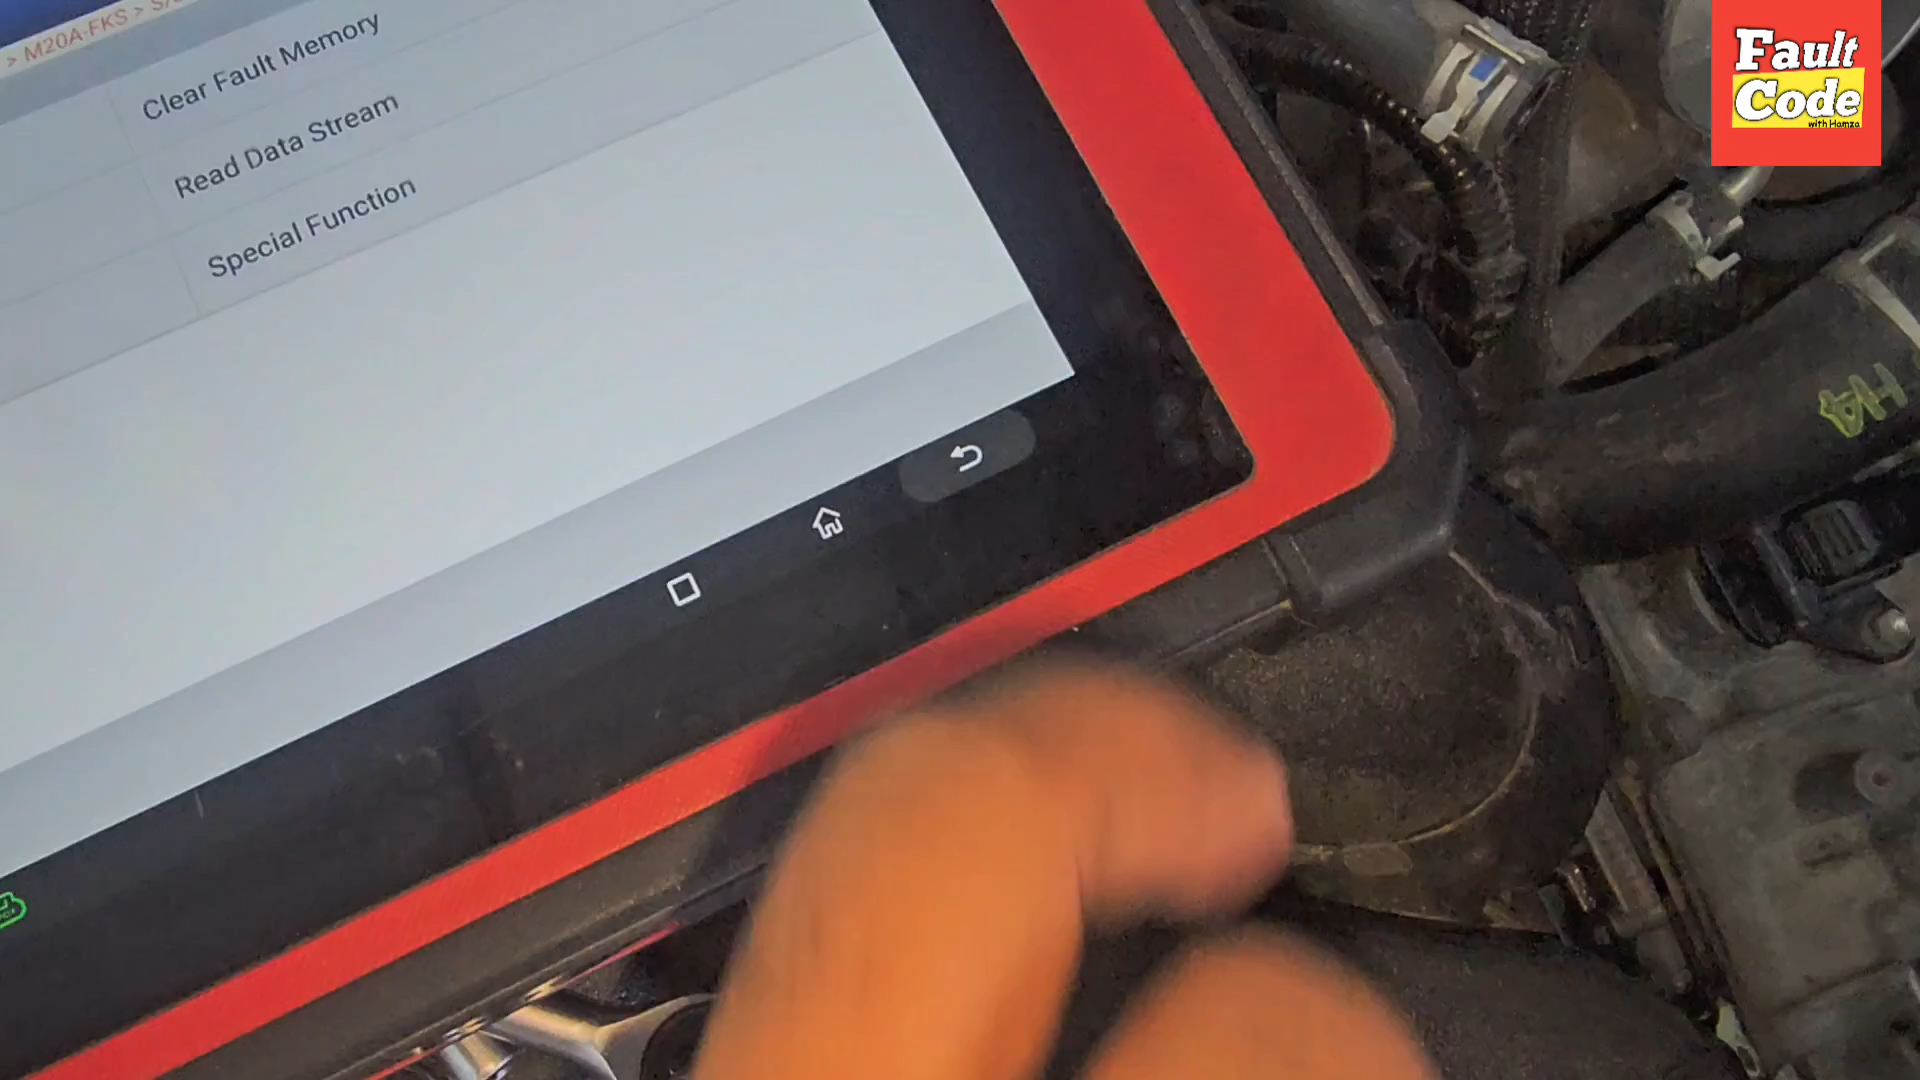 > M20A-FKS >
Clear Fault Memory
Read Data Stream
Special Function
Fault
Code
with Hamza